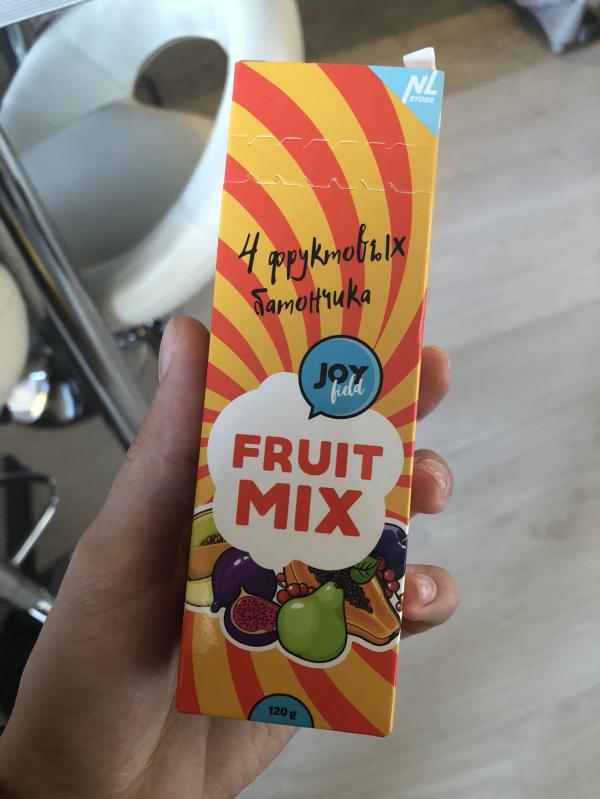 NL
STORE
4 фруктовых
батончика
JOY
field
FRUIT
MIX
120 g